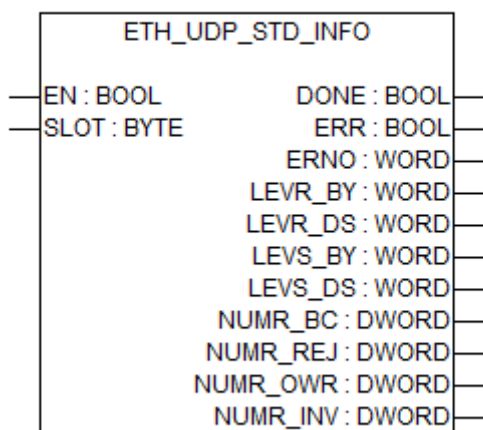 ETH_UDP_STD_INFO
EN : BOOL DONE : BOOL
SLOT : BYTE ERR : BOOL
ERNO : WORD
LEVR_BY : WORD
LEVR_DS : WORD
LEVS_BY : WORD
LEVS_DS : WORD
NUMR_BC : DWORD
NUMR_REJ : DWORD
NUMR_OWR : DWORD
NUMR_INV : DWORD